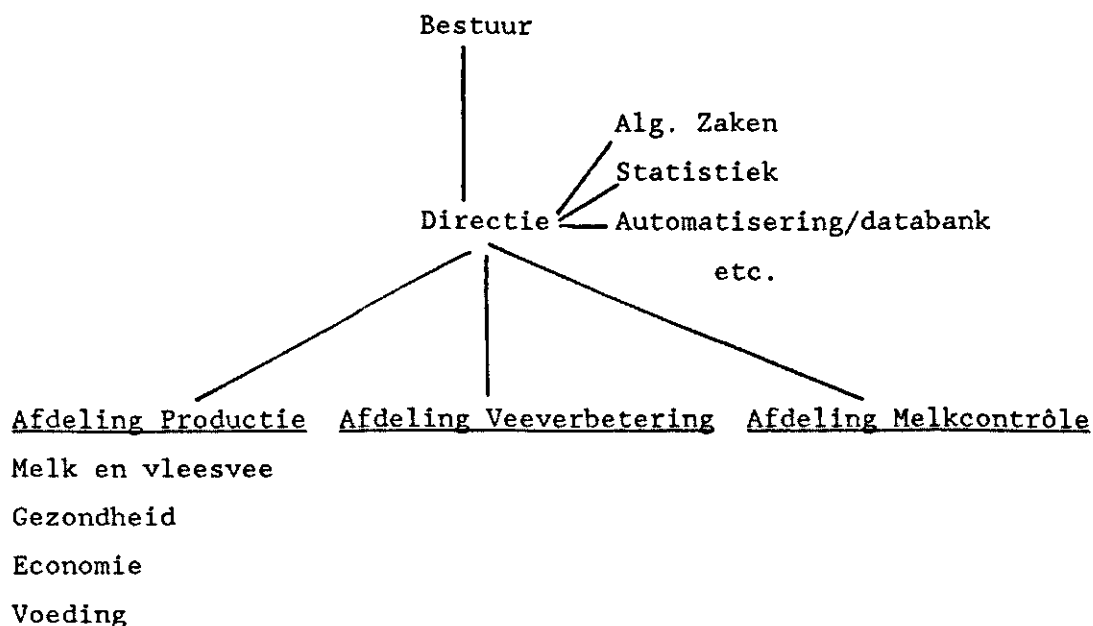 Bestuur
Alg. Zaken
Statistiek
Directie
Automatisering/databank
etc.
Afdeling Productie
Afdeling Veeverbetering
Afdeling Melkcontrôle
Melk en vleesvee
Gezondheid
Economie
Voeding